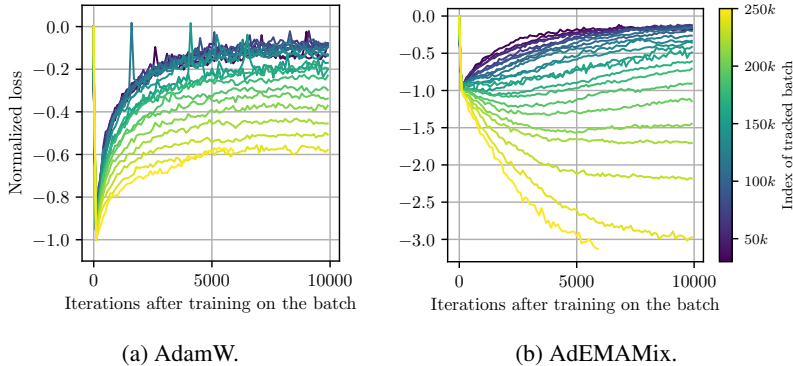 Normalized loss
0.0
−0.2
−0.4
−0.6
−0.8
−1.0
0
5000
10000
Iterations after training on the batch
(a) AdamW.
0.0
−0.5
−1.0
−1.5
−2.0
−2.5
−3.0
0
5000
10000
Iterations after training on the batch
(b) AdEMAMix.
250k
200k
150k
100k
50k
Index of tracked batch